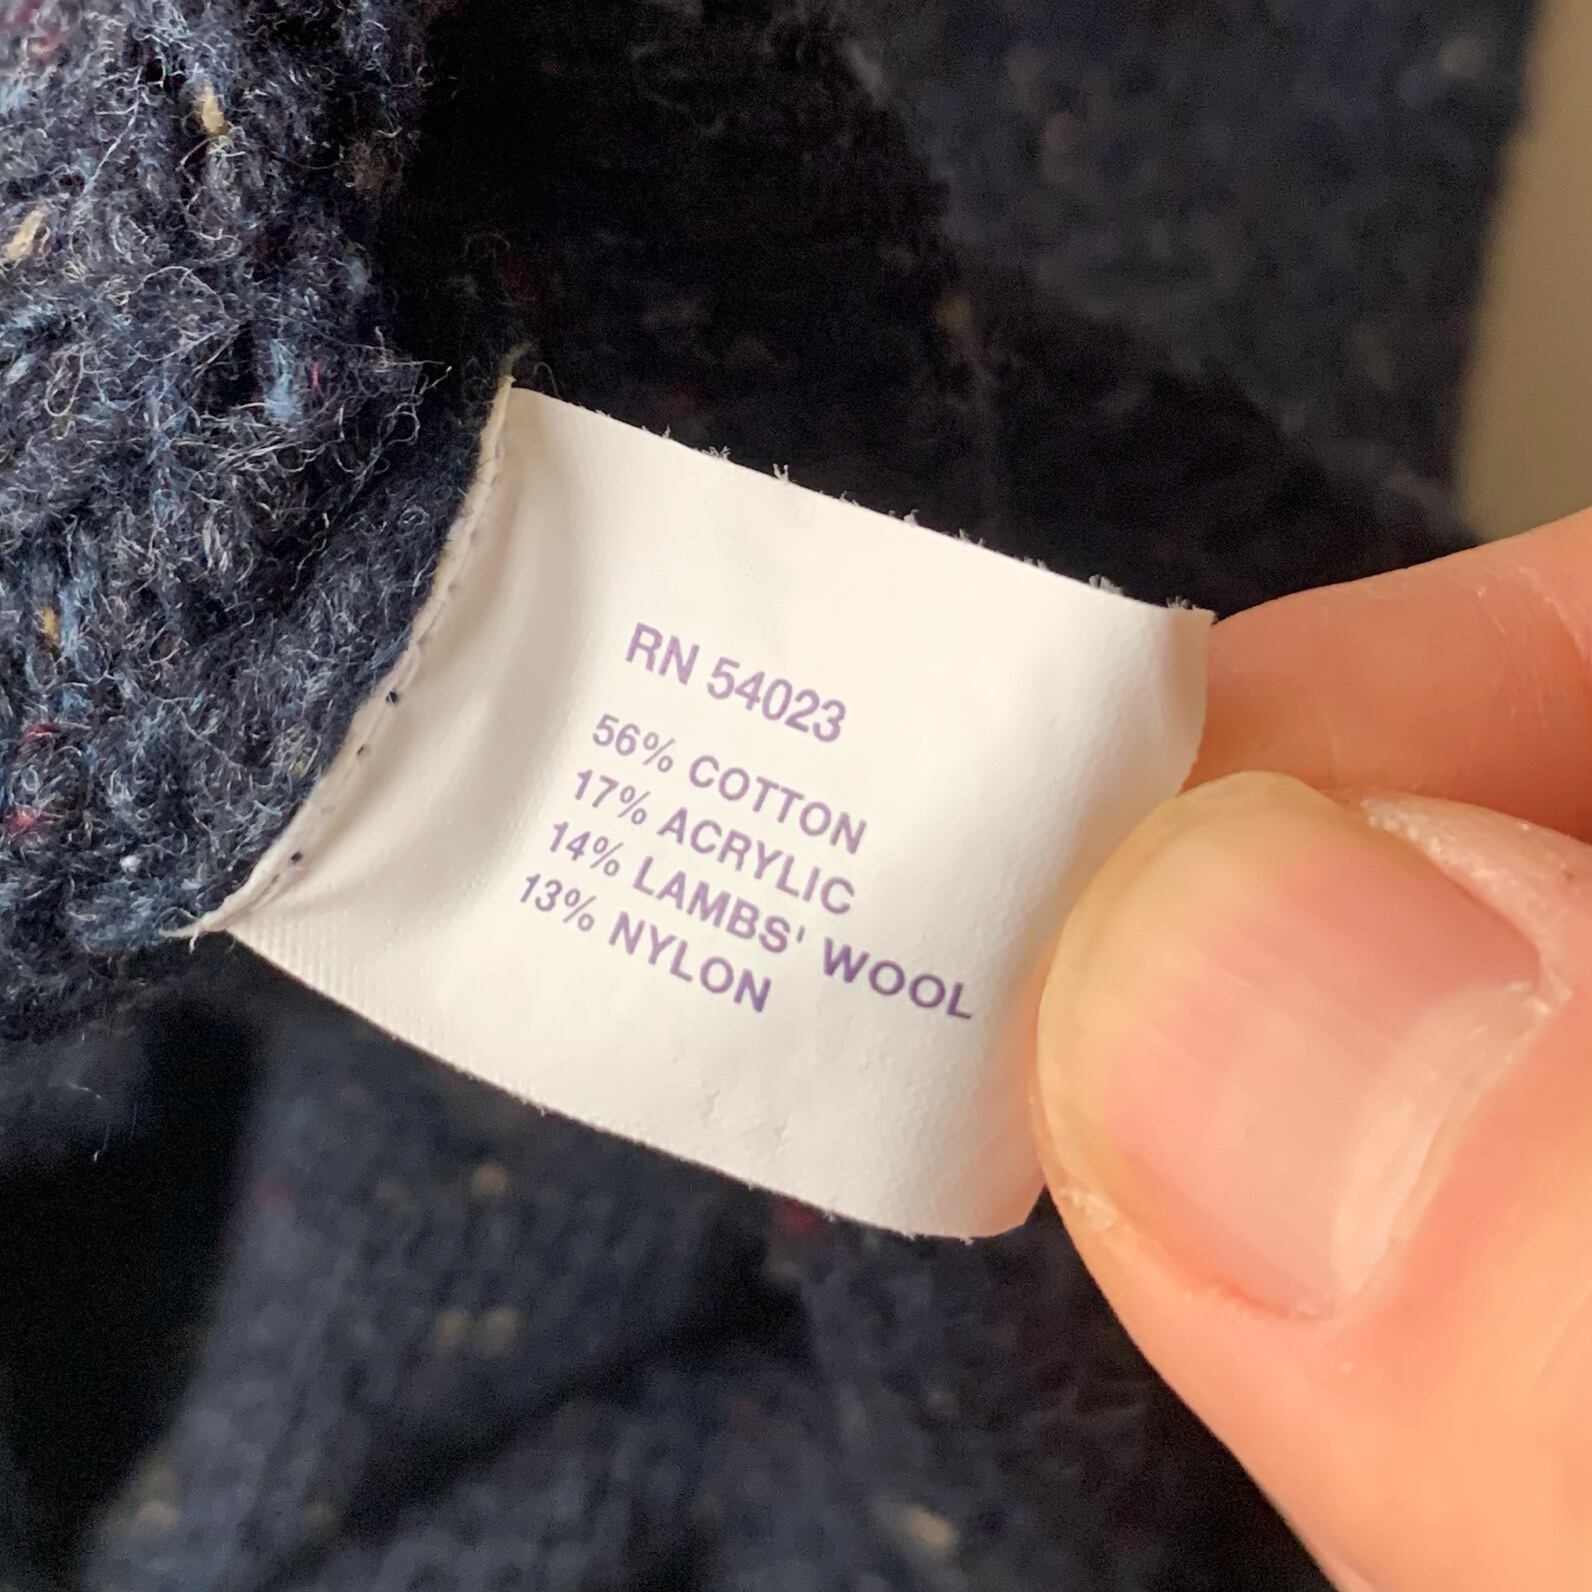 RN 54023
56% COTTON
17% ACRYLIC
14% LAMBS' WOOL
13% NYLON